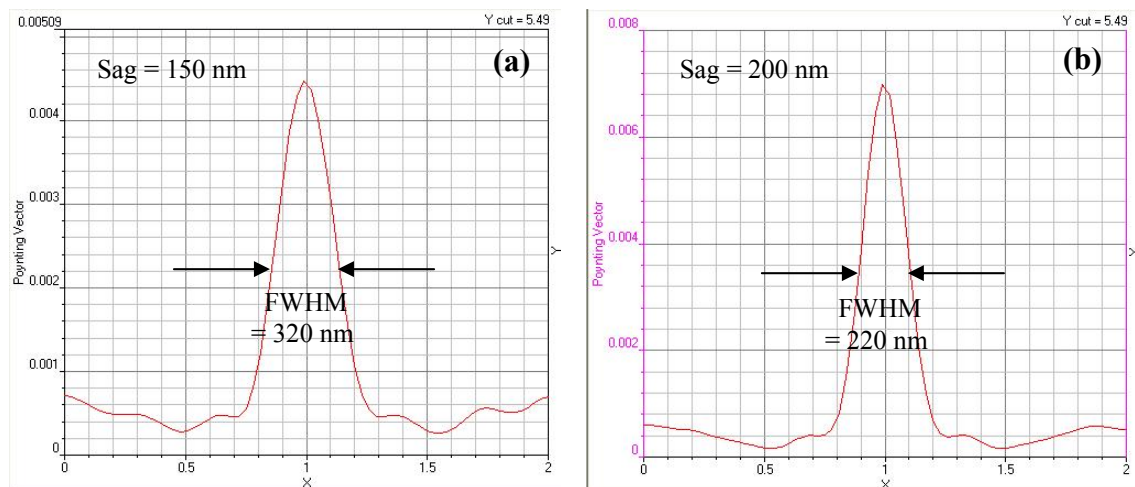 0.00509
Y cut = 5.49
Sag = 150 nm
(a)
0.004
0.003
Poynting Vector
Y
0.002
FWHM
= 320 nm
0.001
0
0 0.5 1 1.5 2
X
0.008
Y cut = 5.49
Sag = 200 nm
(b)
0.006
Poynting Vector
0.004
FWHM
= 220 nm
0.002
0
0 0.5 1 1.5 2
X